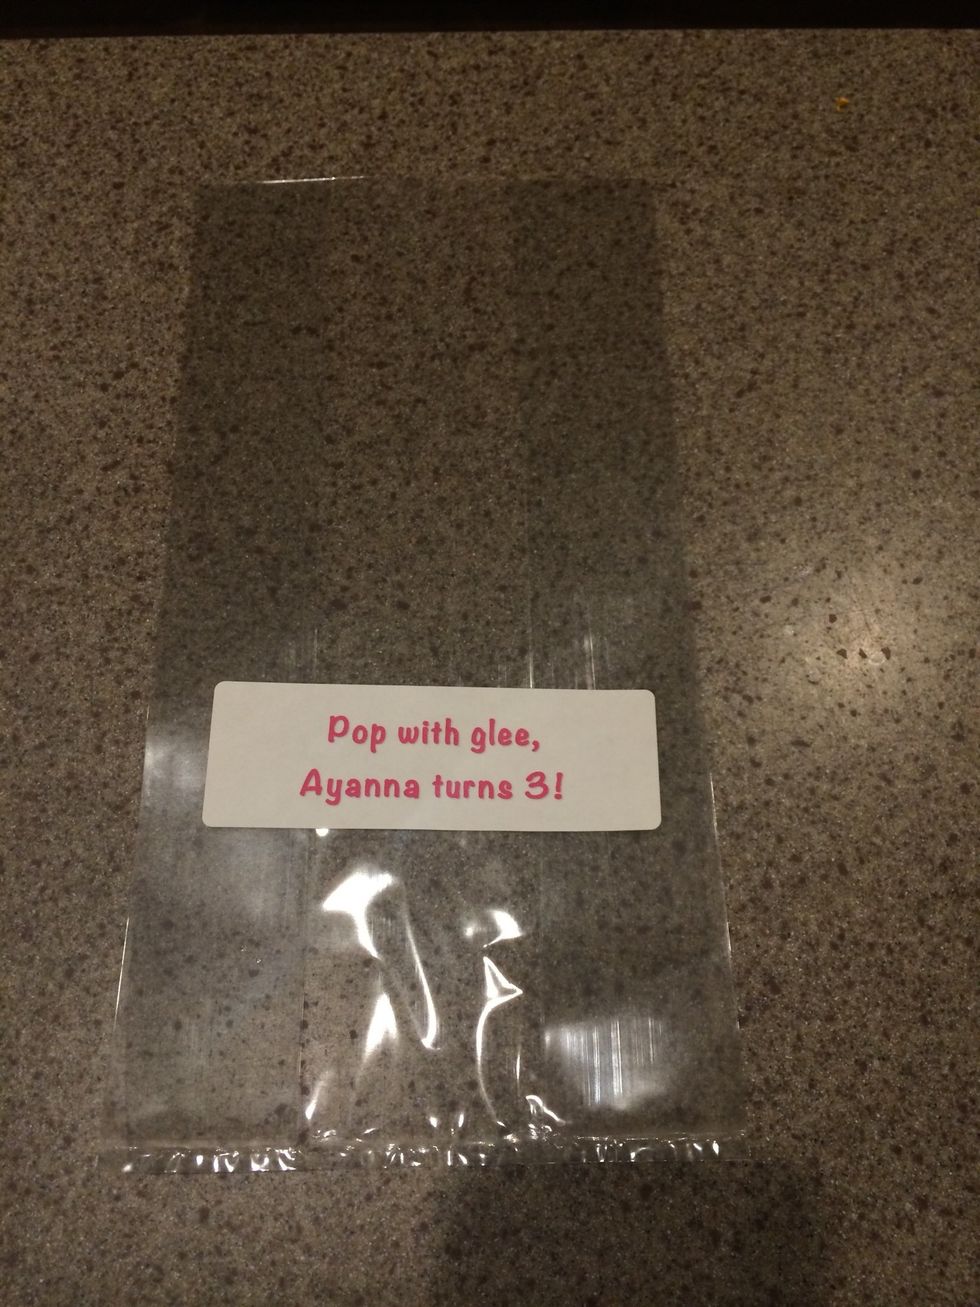 Pop with glee,
Ayanna turns 3!